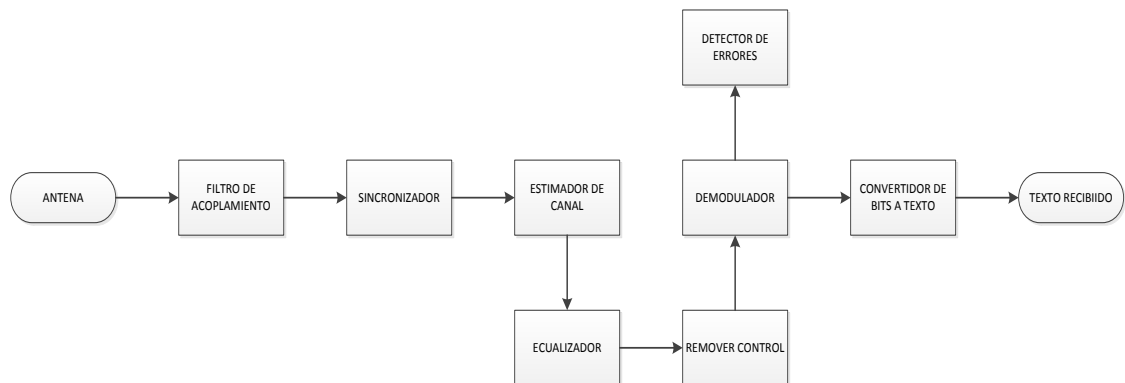 ANTENA
FILTRO DE
ACOPLAMIENTO
SINCRONIZADOR
ESTIMADOR DE
CANAL
ECUALIZADOR
REMOVER CONTROL
DEMODULADOR
DETECTOR DE
ERRORES
CONVERTIDOR DE
BITS A TEXTO
TEXTO RECIBIIDO